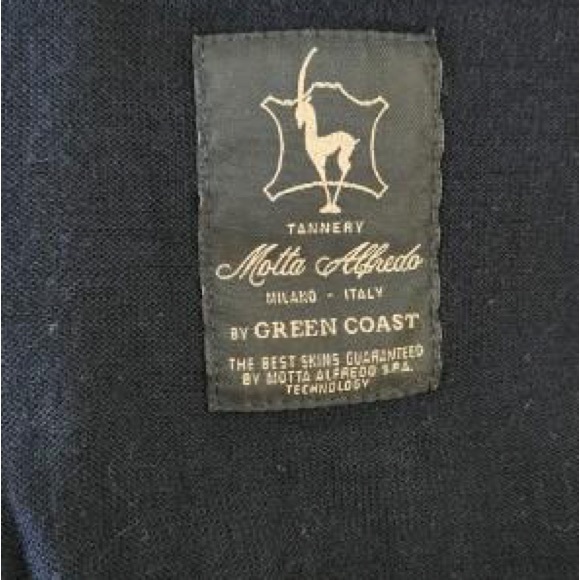 TANNERY
Motta Alfredo
MILANO - ITALY
BY GREEN COAST
THE BEST SKINS GUARANTEED
BY MOTTA ALFREDO S.P.A.
TECHNOLOGY